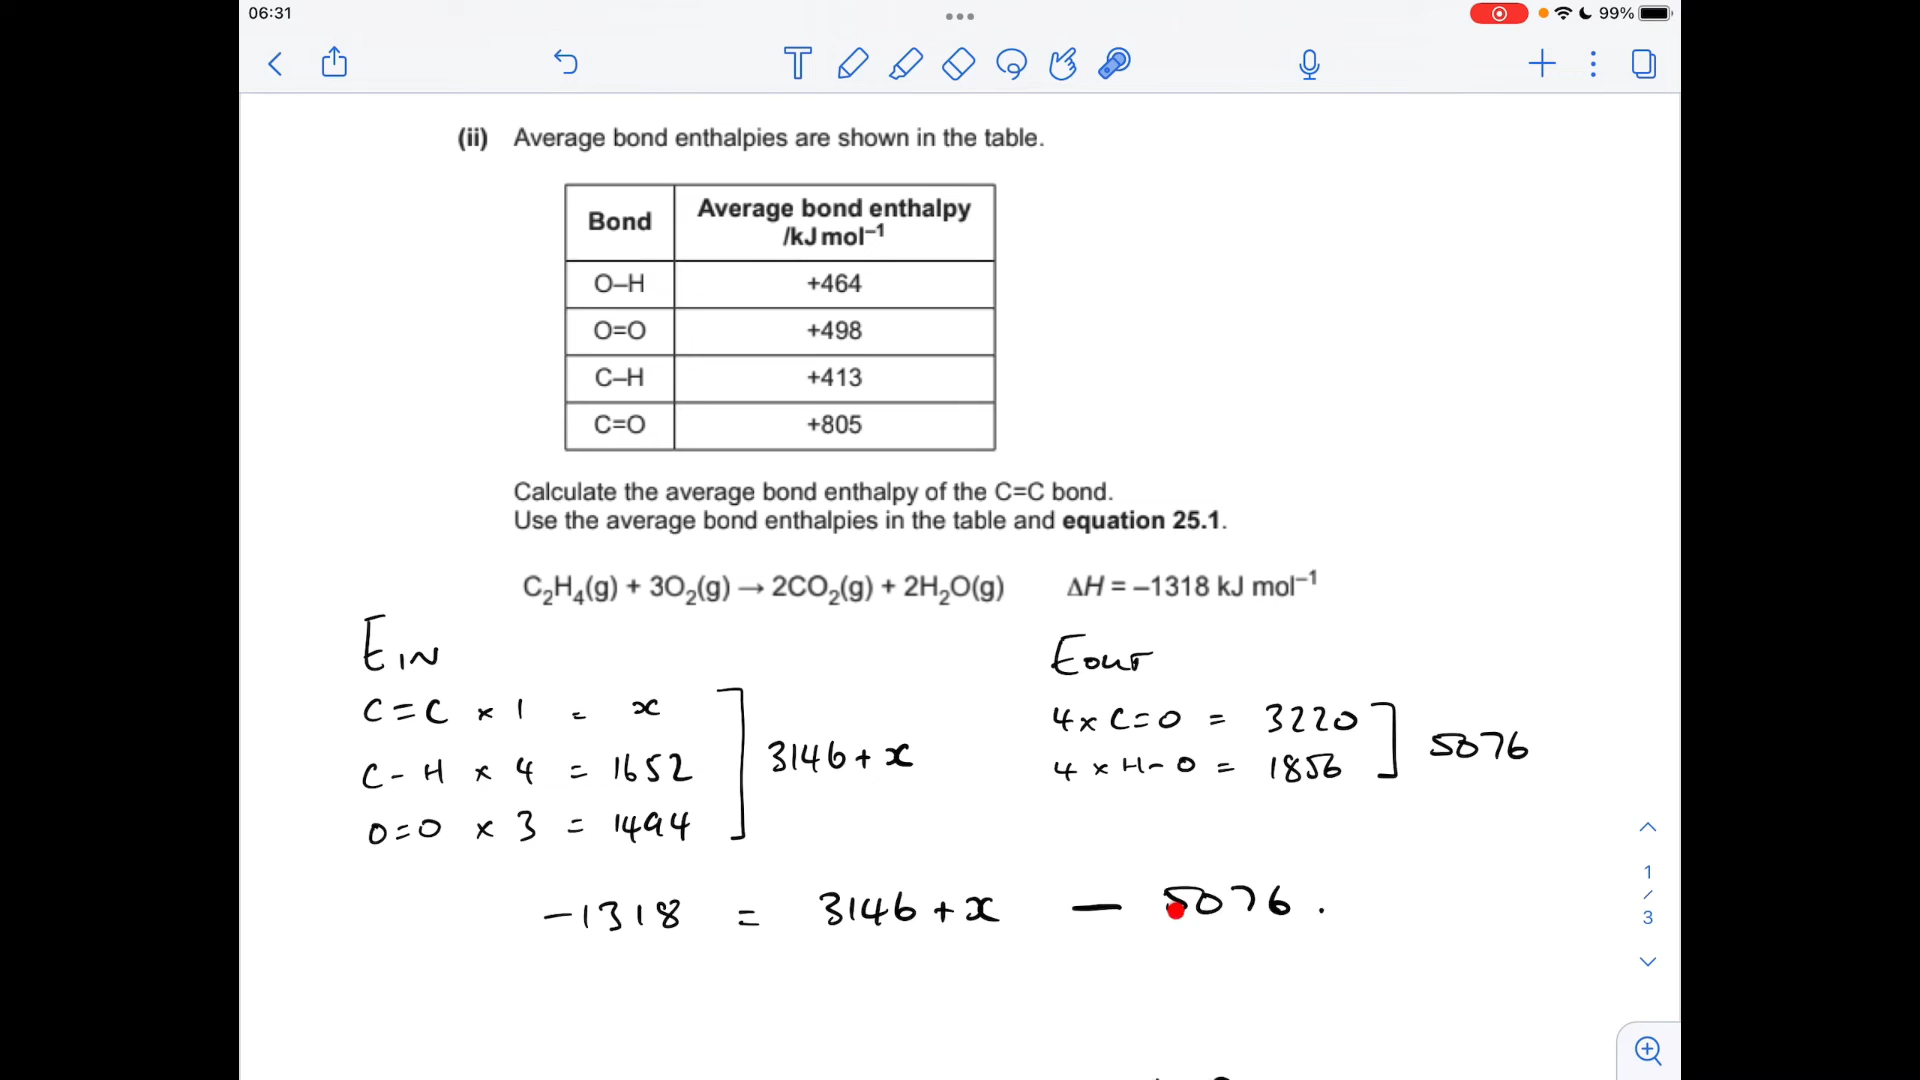 06:31
99%
(ii) Average bond enthalpies are shown in the table.
Bond Average bond enthalpy /kJ mol⁻¹
O–H +464
O=O +498
C–H +413
C=O +805
Calculate the average bond enthalpy of the C=C bond.
Use the average bond enthalpies in the table and equation 25.1.
C₂H₄(g) + 3O₂(g) → 2CO₂(g) + 2H₂O(g) ΔH = –1318 kJ mol⁻¹
EIN
C=C × 1 = x
C-H × 4 = 1652
O=O × 3 = 1494
3146 + x
Eout
4 × C=O = 3220
4 × H-O = 1856
5076
-1318 = 3146 + x — 5076.
1
/
3